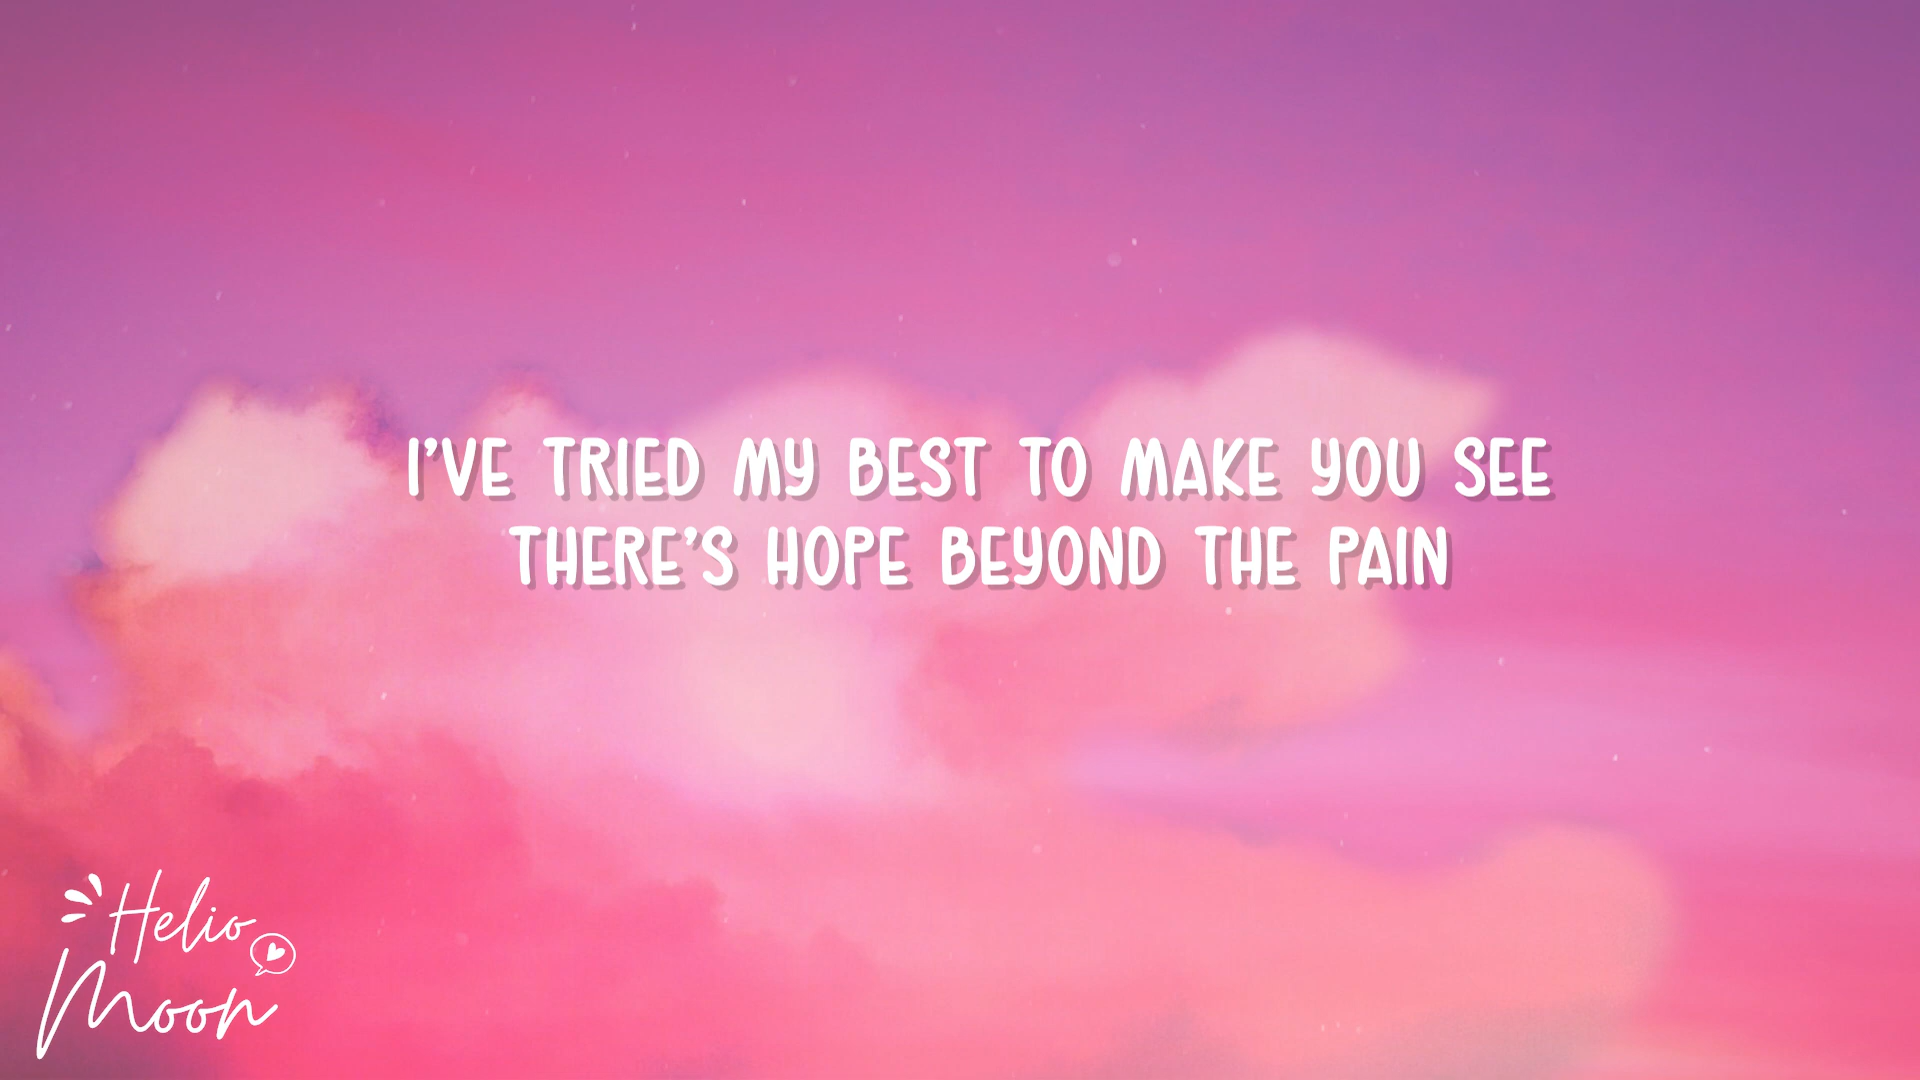 I'VE TRIED MY BEST TO MAKE YOU SEE
THERE'S HOPE BEYOND THE PAIN
Helio
Moon